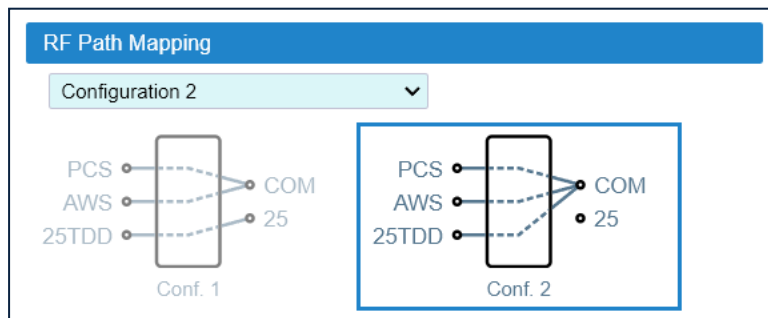 RF Path Mapping
Configuration 2
PCS
AWS
25TDD
COM
25
Conf. 1
PCS
AWS
25TDD
COM
25
Conf. 2